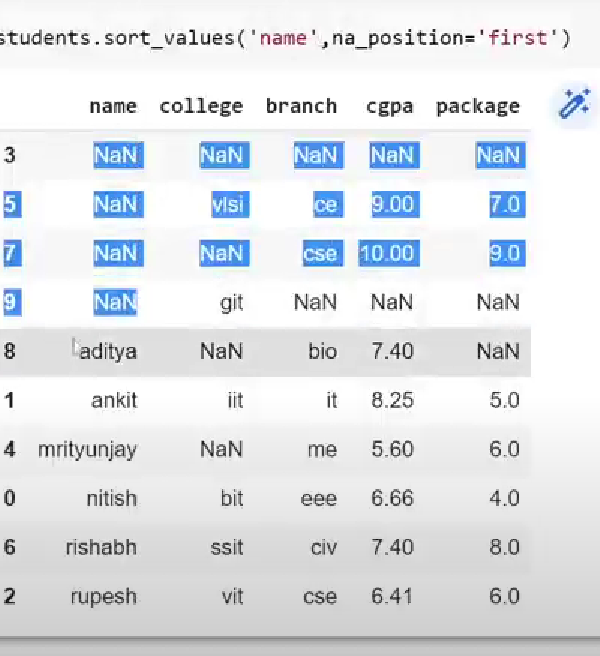 students.sort_values('name',na_position='first')
name college branch cgpa package
3 NaN NaN NaN NaN NaN
5 NaN vlsi ce 9.00 7.0
7 NaN NaN cse 10.00 9.0
9 NaN git NaN NaN NaN
8 aditya NaN bio 7.40 NaN
1 ankit iit it 8.25 5.0
4 mrityunjay NaN me 5.60 6.0
0 nitish bit eee 6.66 4.0
6 rishabh ssit civ 7.40 8.0
2 rupesh vit cse 6.41 6.0